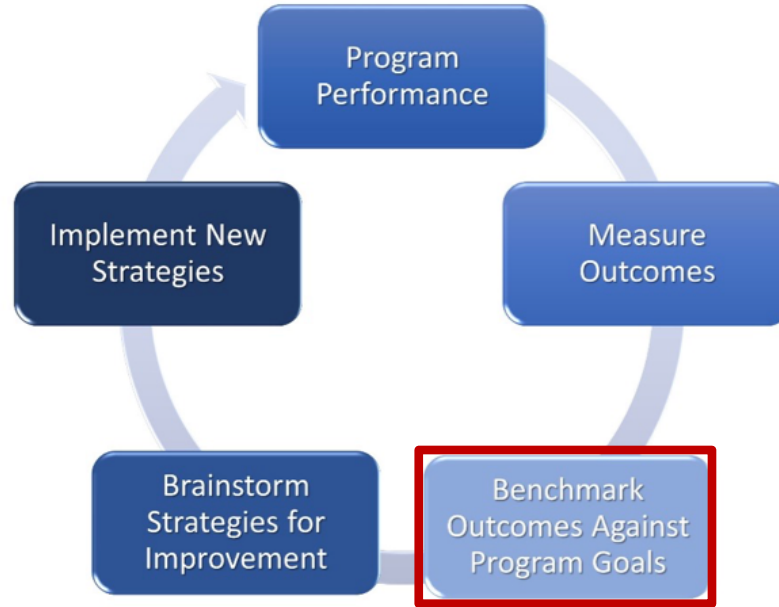 Program
Performance
Measure
Outcomes
Benchmark
Outcomes Against
Program Goals
Brainstorm
Strategies for
Improvement
Implement New
Strategies